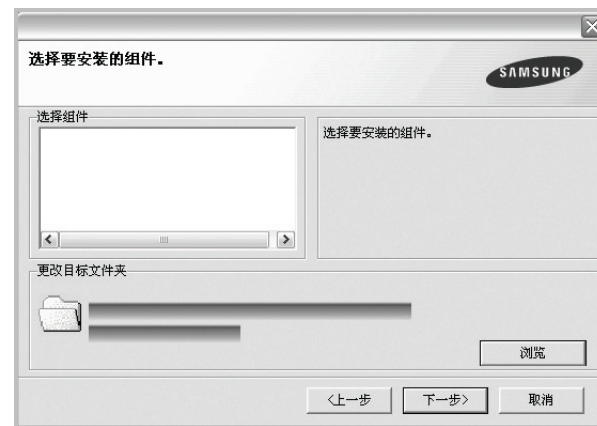 选择要安装的组件。
SAMSUNG
选择组件
选择要安装的组件。
更改目标文件夹
浏览
<上一步
下一步>
取消